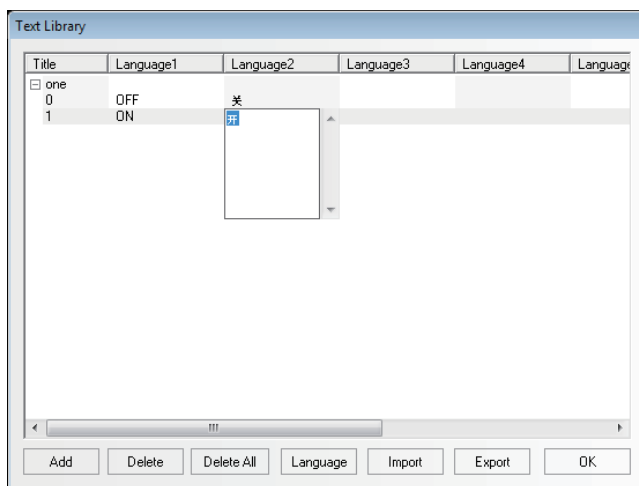 Text Library
Title Language1 Language2 Language3 Language4 Language
one
0 OFF 关
1 ON 开
Add Delete Delete All Language Import Export OK